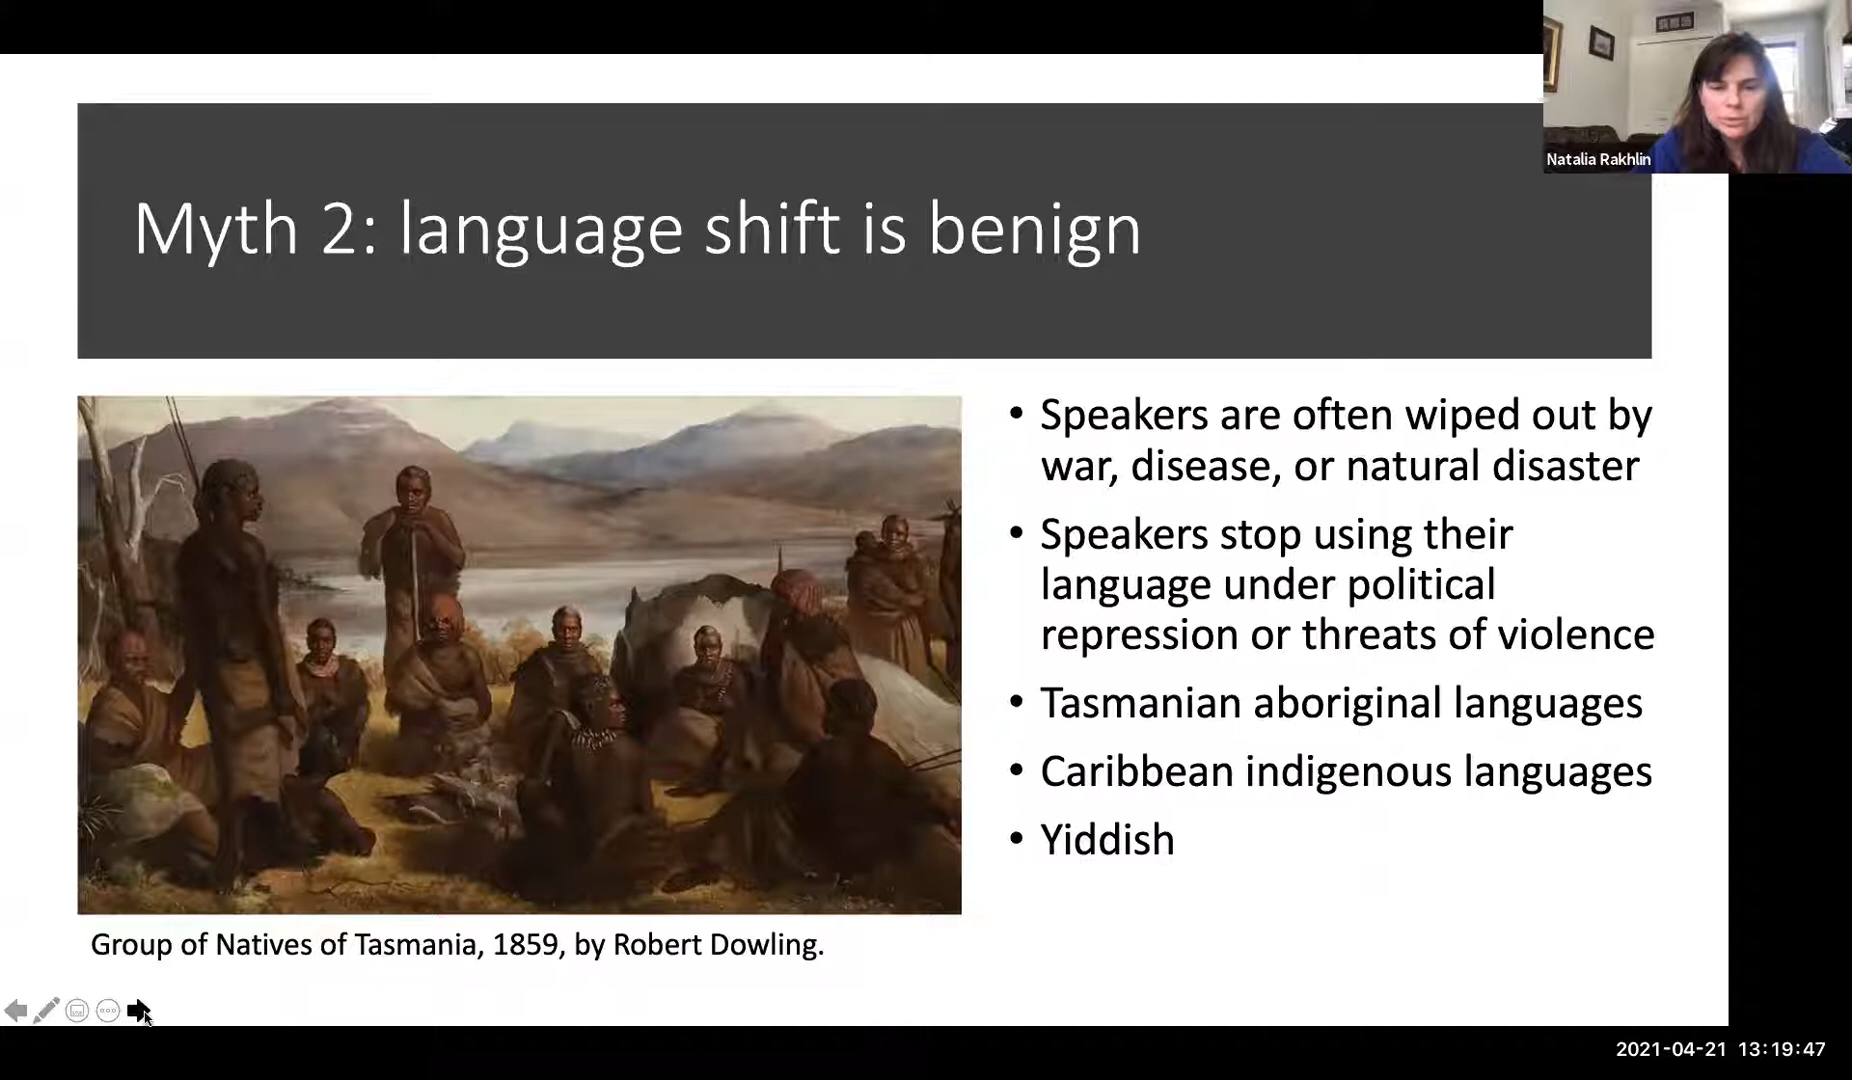 Natalia Rakhlin
Myth 2: language shift is benign
• Speakers are often wiped out by
war, disease, or natural disaster
• Speakers stop using their
language under political
repression or threats of violence
• Tasmanian aboriginal languages
• Caribbean indigenous languages
• Yiddish
Group of Natives of Tasmania, 1859, by Robert Dowling.
2021-04-21 13:19:47